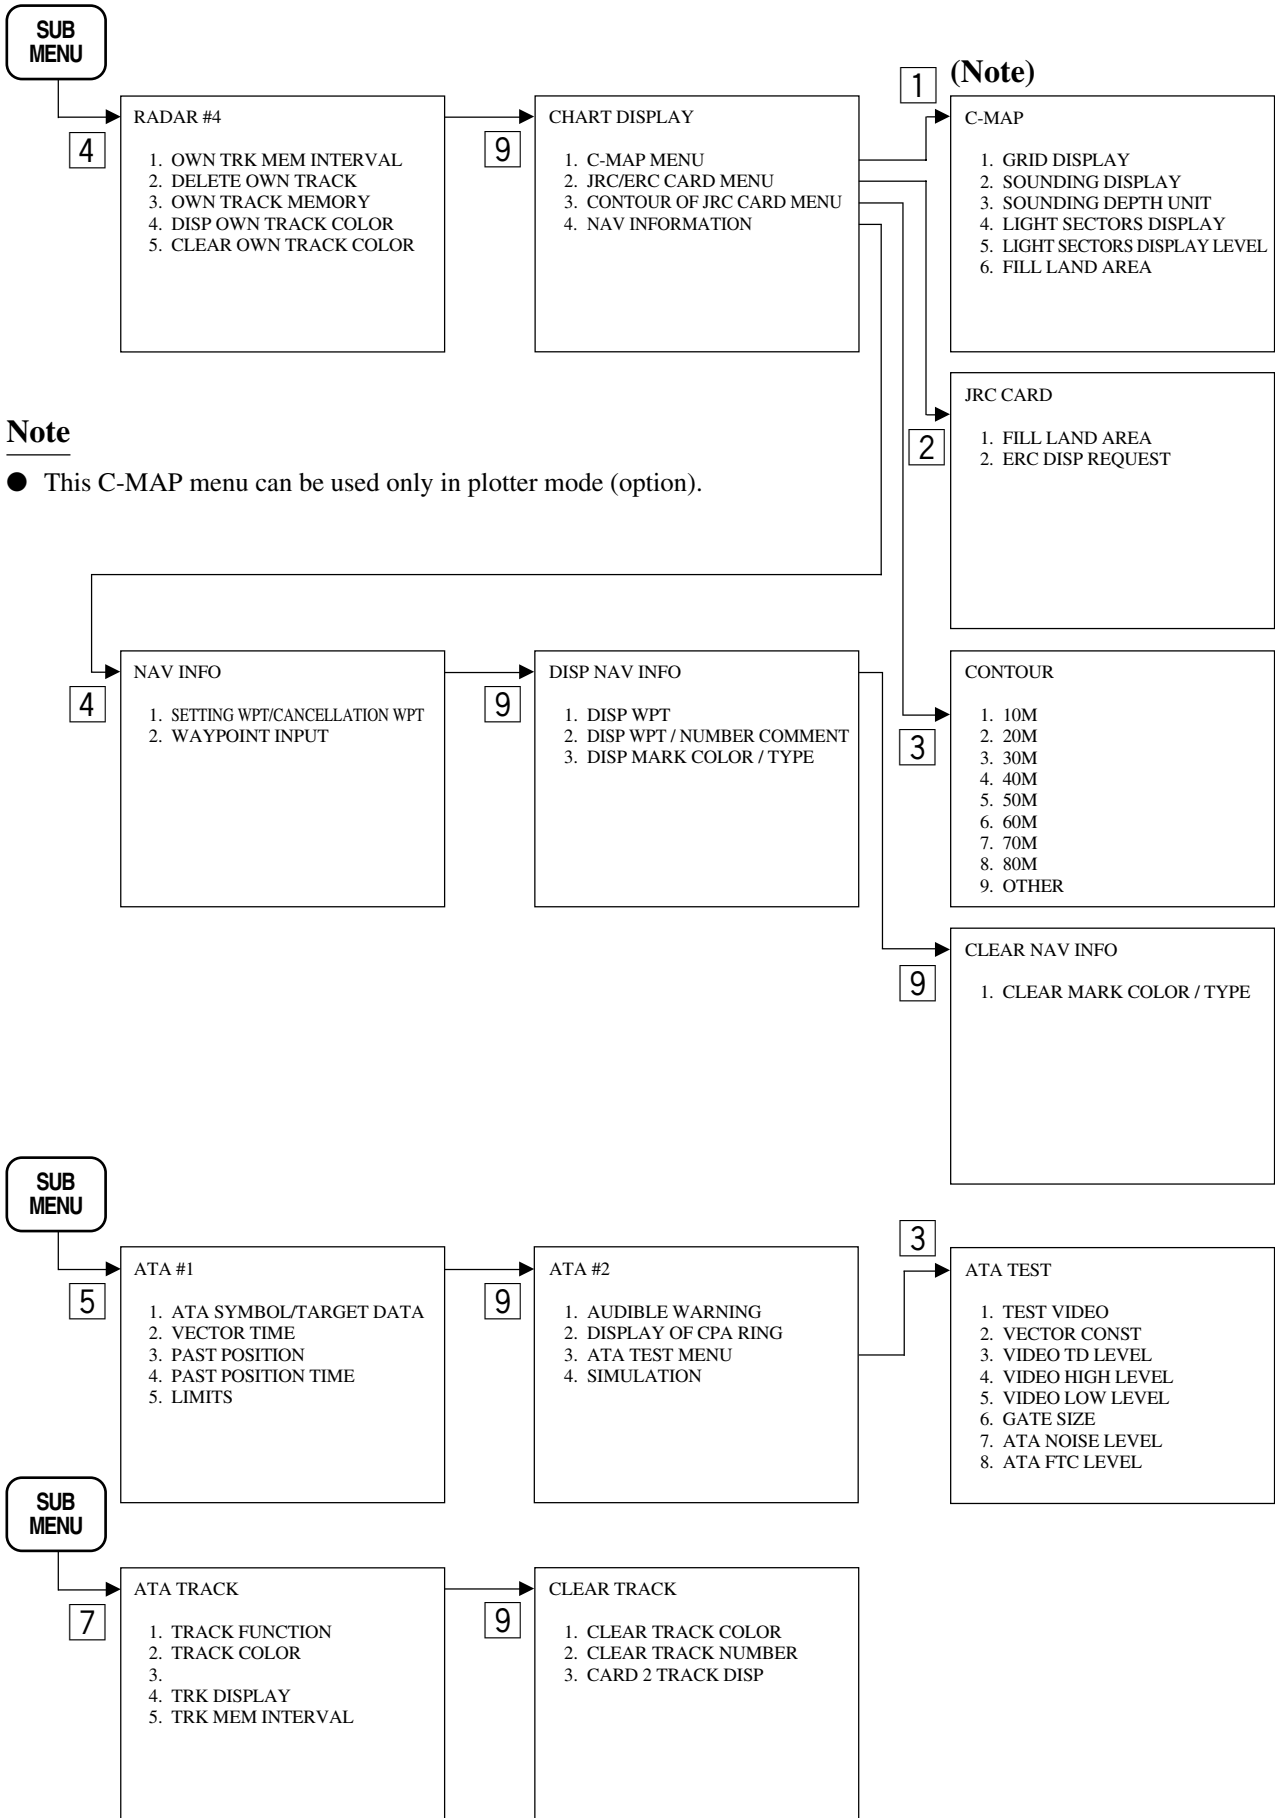 SUB
MENU
4
RADAR #4
1. OWN TRK MEM INTERVAL
2. DELETE OWN TRACK
3. OWN TRACK MEMORY
4. DISP OWN TRACK COLOR
5. CLEAR OWN TRACK COLOR
9
CHART DISPLAY
1. C-MAP MENU
2. JRC/ERC CARD MENU
3. CONTOUR OF JRC CARD MENU
4. NAV INFORMATION
1
(Note)
C-MAP
1. GRID DISPLAY
2. SOUNDING DISPLAY
3. SOUNDING DEPTH UNIT
4. LIGHT SECTORS DISPLAY
5. LIGHT SECTORS DISPLAY LEVEL
6. FILL LAND AREA
2
JRC CARD
1. FILL LAND AREA
2. ERC DISP REQUEST
Note
● This C-MAP menu can be used only in plotter mode (option).
4
NAV INFO
1. SETTING WPT/CANCELLATION WPT
2. WAYPOINT INPUT
9
DISP NAV INFO
1. DISP WPT
2. DISP WPT / NUMBER COMMENT
3. DISP MARK COLOR / TYPE
3
CONTOUR
1. 10M
2. 20M
3. 30M
4. 40M
5. 50M
6. 60M
7. 70M
8. 80M
9. OTHER
9
CLEAR NAV INFO
1. CLEAR MARK COLOR / TYPE
SUB
MENU
5
ATA #1
1. ATA SYMBOL/TARGET DATA
2. VECTOR TIME
3. PAST POSITION
4. PAST POSITION TIME
5. LIMITS
9
ATA #2
1. AUDIBLE WARNING
2. DISPLAY OF CPA RING
3. ATA TEST MENU
4. SIMULATION
3
ATA TEST
1. TEST VIDEO
2. VECTOR CONST
3. VIDEO TD LEVEL
4. VIDEO HIGH LEVEL
5. VIDEO LOW LEVEL
6. GATE SIZE
7. ATA NOISE LEVEL
8. ATA FTC LEVEL
SUB
MENU
7
ATA TRACK
1. TRACK FUNCTION
2. TRACK COLOR
3.
4. TRK DISPLAY
5. TRK MEM INTERVAL
9
CLEAR TRACK
1. CLEAR TRACK COLOR
2. CLEAR TRACK NUMBER
3. CARD 2 TRACK DISP